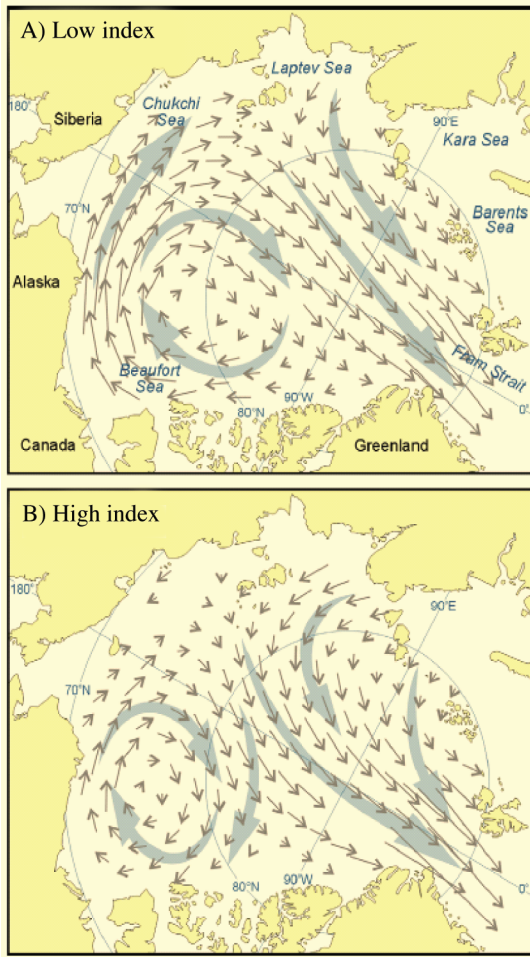 A) Low index
Laptev Sea
180°
Siberia
Chukchi
Sea
90°E
Kara Sea
70°N
Barents
Sea
Alaska
Beaufort
Sea
Fram Strait
80°N
90°W
0°
Canada
Greenland
B) High index
180°
90°E
70°N
80°N
90°W
0°